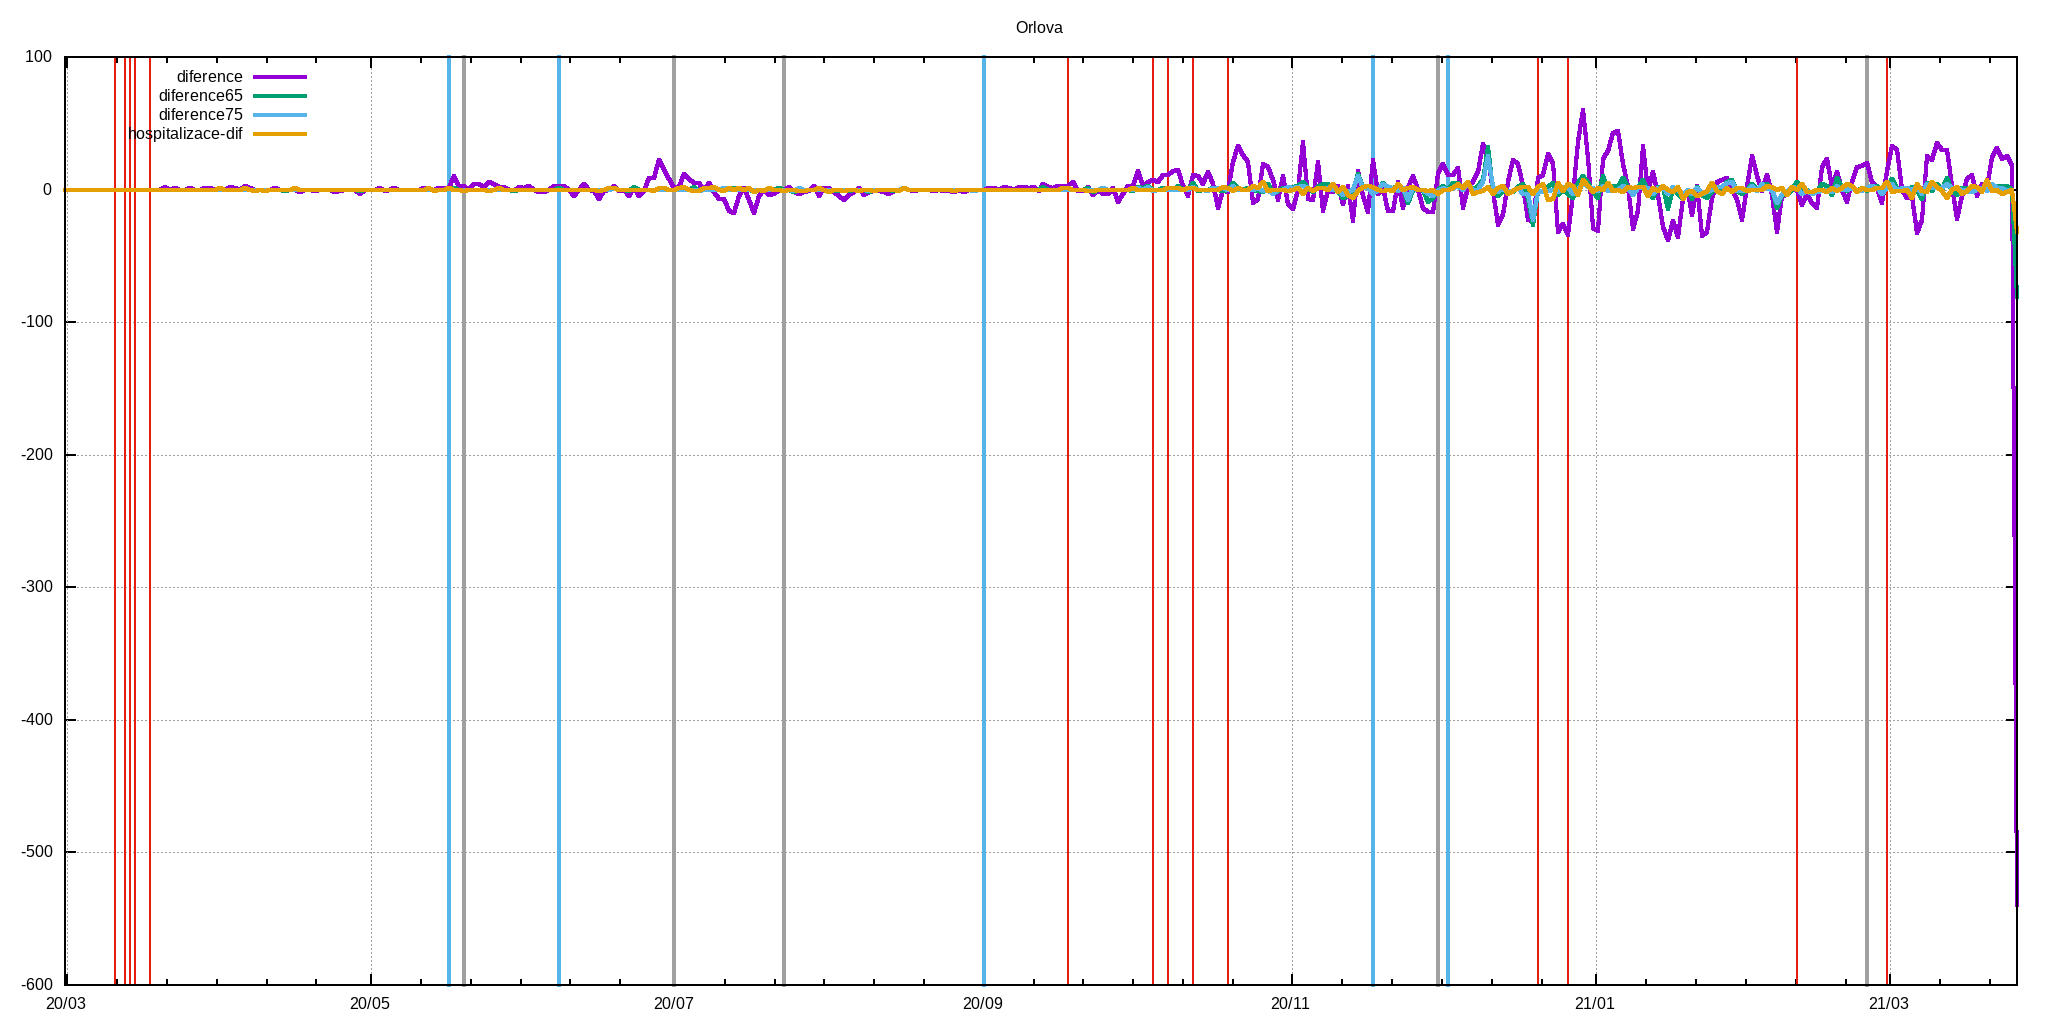 Orlova
100
diference
diference65
diference75
hospitalizace-dif
0
-100
-200
-300
-400
-500
-600
20/03 20/05 20/07 20/09 20/11 21/01 21/03